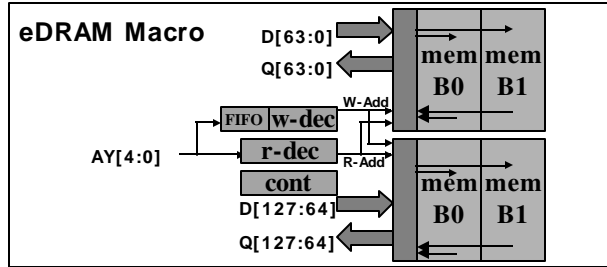 eDRAM Macro
D[63:0]
Q[63:0]
mem B0
mem B1
W-Add
FIFO w-dec
AY[4:0]
r-dec
R-Add
cont
D[127:64]
Q[127:64]
mem B0
mem B1